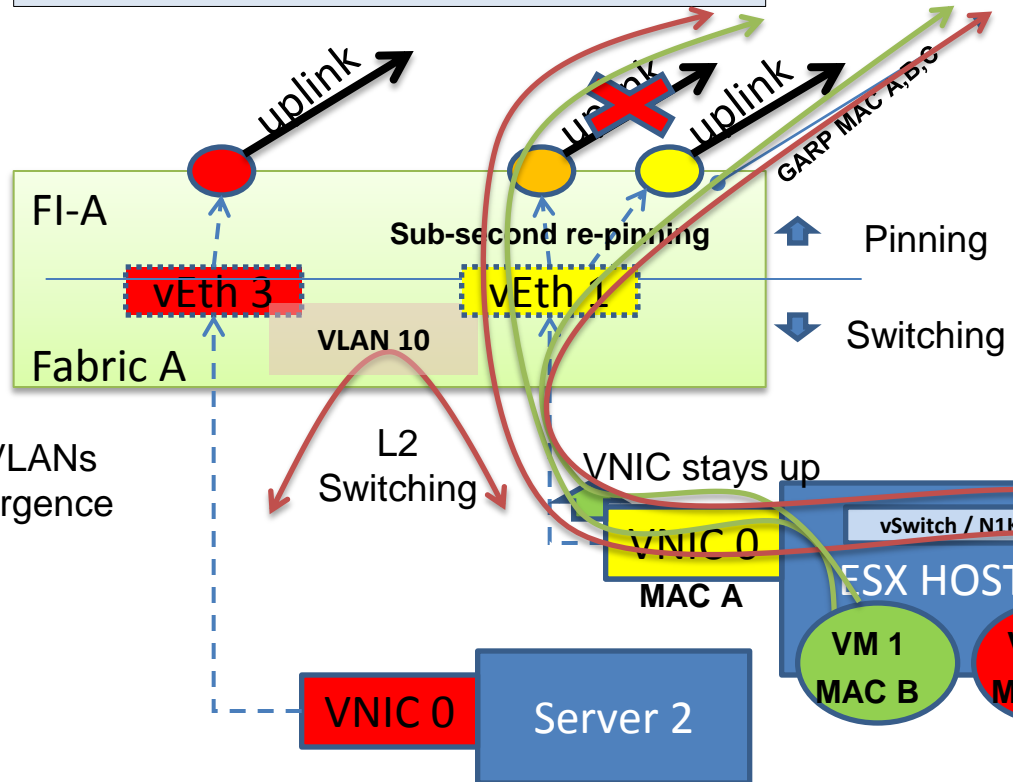 uplink
uplink
uplink
GARP MAC A,B,C
FI-A
Sub-second re-pinning
Pinning
vEth 3
vEth 1
VLAN 10
Switching
Fabric A
VLANs
L2
Switching
VNIC stays up
vSwitch / N1K
VNIC 0
MAC A
ESX HOST
VM 1
MAC B
VNIC 0
Server 2